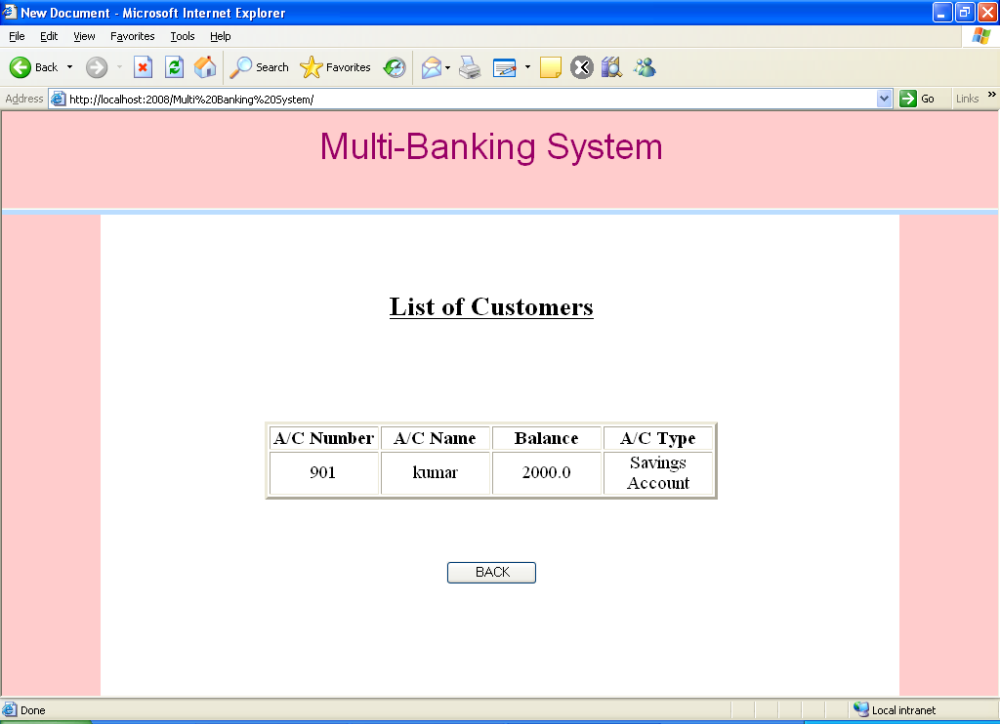 New Document - Microsoft Internet Explorer
File Edit View Favorites Tools Help
Back Search Favorites
Address http://localhost:2008/Multi%20Banking%20System/ Go Links »
Multi-Banking System
List of Customers
A/C Number A/C Name Balance A/C Type
901 kumar 2000.0 Savings
Account
BACK
Done Local intranet